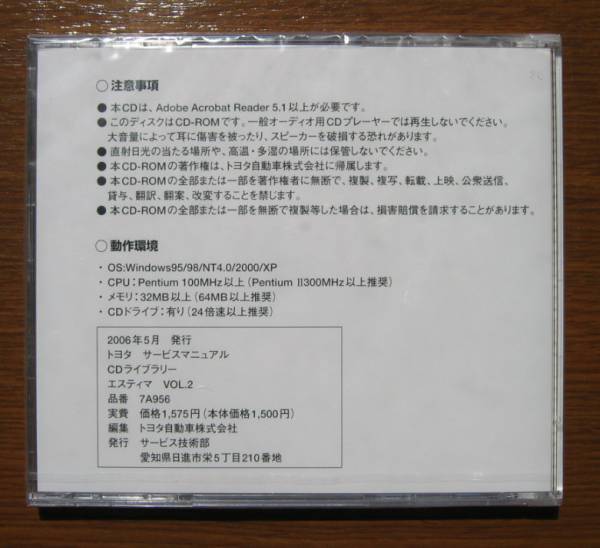 ○ 注意事項
● 本CDは、Adobe Acrobat Reader 5.1以上が必要です。
● このディスクはCD-ROMです。一般オーディオ用CDプレーヤーでは再生しないでください。
大音量によって耳に傷害を被ったり、スピーカーを破損する恐れがあります。
● 直射日光の当たる場所や、高温・多湿の場所には保管しないでください。
● 本CD-ROMの著作権は、トヨタ自動車株式会社に帰属します。
● 本CD-ROMの全部または一部を著作権者に無断で、複製、複写、転載、上映、公衆送信、
貸与、翻訳、翻案、改変することを禁じます。
● 本CD-ROMの全部または一部を無断で複製等した場合は、損害賠償を請求することがあります。
○ 動作環境
・ OS:Windows95/98/NT4.0/2000/XP
・ CPU：Pentium 100MHz以上（Pentium II300MHz以上推奨）
・ メモリ：32MB以上（64MB以上推奨）
・ CDドライブ：有り（24倍速以上推奨）
2006年5月 発行
トヨタ サービスマニュアル
CDライブラリー
エスティマ VOL.2
品番 7A956
実費 価格1,575円（本体価格1,500円）
編集 トヨタ自動車株式会社
発行 サービス技術部
愛知県日進市栄5丁目210番地